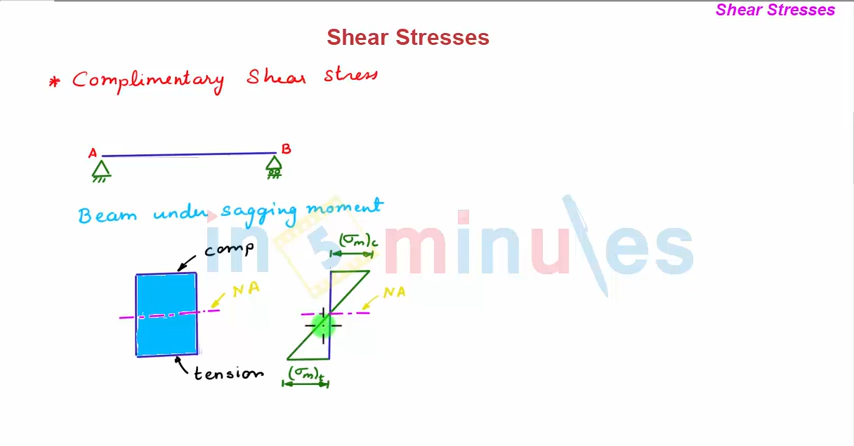 Shear Stresses
Shear Stresses
* Complimentary Shear stress
A
B
Beam under sagging moment
in 5 minutes
comp
(σm)c
NA
NA
tension
(σm)t